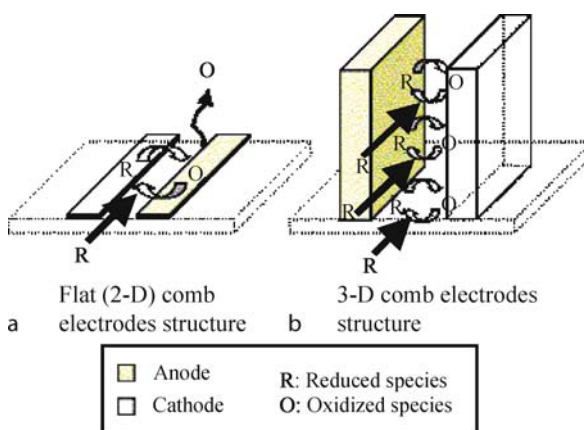 O
R
O
R
R
O
R
R
O
R
R
O
R
a Flat (2-D) comb
electrodes structure
b 3-D comb electrodes
structure
Anode
Cathode
R: Reduced species
O: Oxidized species